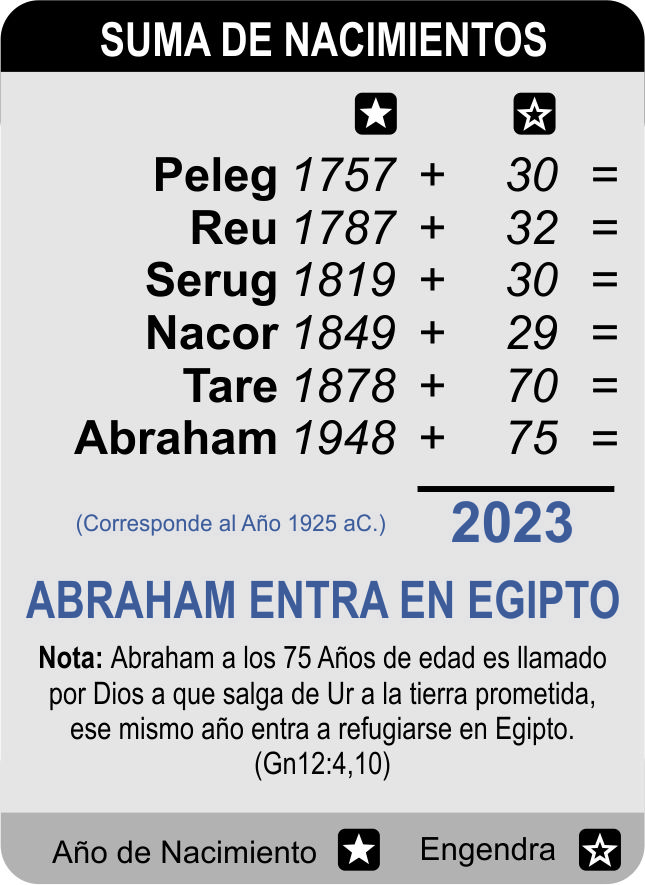 SUMA DE NACIMIENTOS
Peleg 1757 + 30 =
Reu 1787 + 32 =
Serug 1819 + 30 =
Nacor 1849 + 29 =
Tare 1878 + 70 =
Abraham 1948 + 75 =
(Corresponde al Año 1925 aC.) 2023
ABRAHAM ENTRA EN EGIPTO
Nota: Abraham a los 75 Años de edad es llamado
por Dios a que salga de Ur a la tierra prometida,
ese mismo año entra a refugiarse en Egipto.
(Gn12:4,10)
Año de Nacimiento Engendra